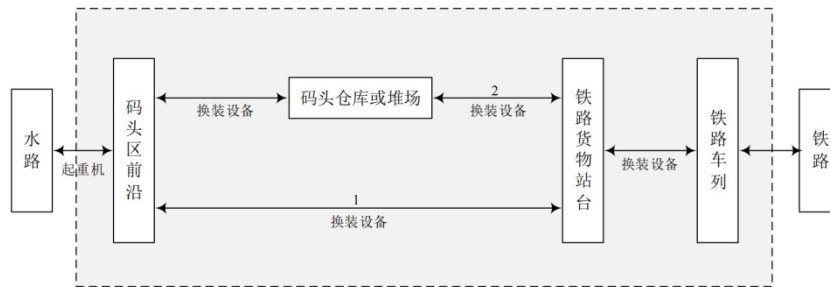 水路
起重机
码头区前沿
换装设备
码头仓库或堆场
2
换装设备
1
换装设备
铁路货物站台
换装设备
铁路车列
铁路